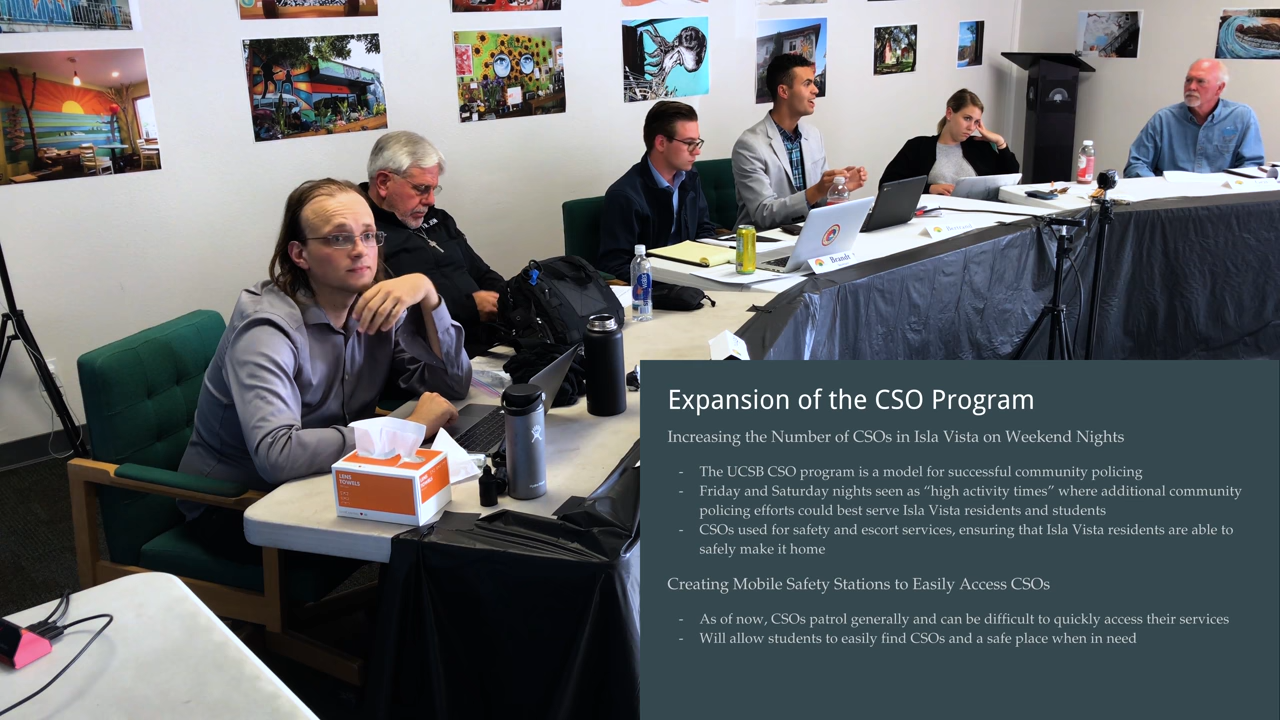 Brandt
Expansion of the CSO Program
Increasing the Number of CSOs in Isla Vista on Weekend Nights
- The UCSB CSO program is a model for successful community policing
- Friday and Saturday nights seen as “high activity times” where additional community
policing efforts could best serve Isla Vista residents and students
- CSOs used for safety and escort services, ensuring that Isla Vista residents are able to
safely make it home
Creating Mobile Safety Stations to Easily Access CSOs
- As of now, CSOs patrol generally and can be difficult to quickly access their services
- Will allow students to easily find CSOs and a safe place when in need